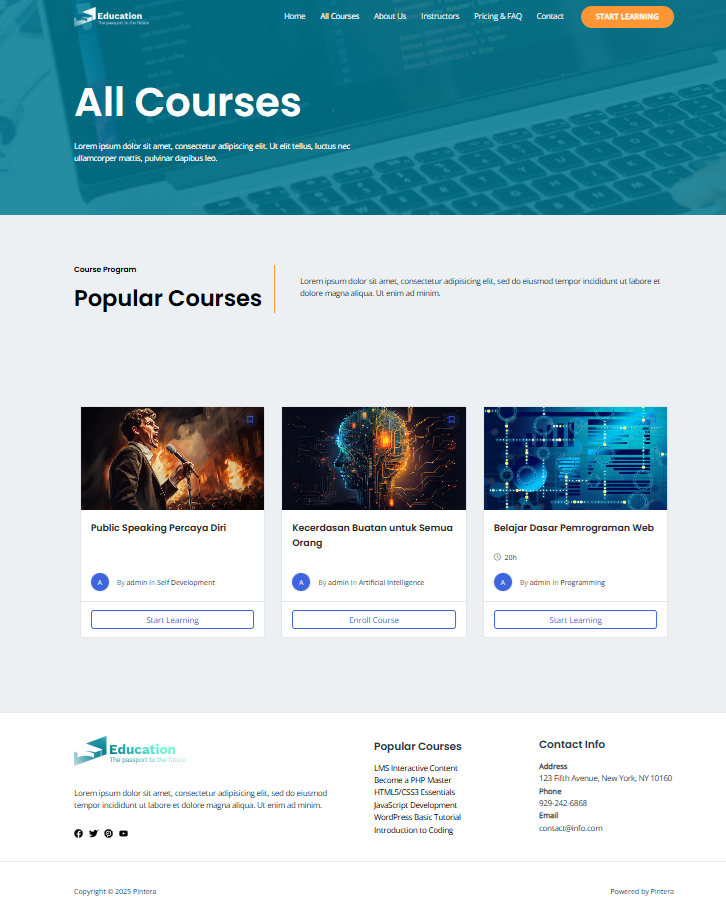 Education
The passport to the future
Home All Courses About Us Instructors Pricing & FAQ Contact START LEARNING
All Courses
Lorem ipsum dolor sit amet, consectetur adipiscing elit. Ut elit tellus, luctus nec
ullamcorper mattis, pulvinar dapibus leo.
Course Program
Popular Courses
Lorem ipsum dolor sit amet, consectetur adipisicing elit, sed do eiusmod tempor incididunt ut labore et
dolore magna aliqua. Ut enim ad minim.
Public Speaking Percaya Diri
A By admin In Self Development
Start Learning
Kecerdasan Buatan untuk Semua
Orang
A By admin In Artificial Intelligence
Enroll Course
Belajar Dasar Pemrograman Web
20h
A By admin In Programming
Start Learning
Education
The passport to the future
Lorem ipsum dolor sit amet, consectetur adipisicing elit, sed do eiusmod
tempor incididunt ut labore et dolore magna aliqua. Ut enim ad minim.
Popular Courses
LMS Interactive Content
Become a PHP Master
HTML5/CSS3 Essentials
JavaScript Development
WordPress Basic Tutorial
Introduction to Coding
Contact Info
Address
123 Fifth Avenue, New York, NY 10160
Phone
929-242-6868
Email
contact@info.com
Copyright © 2025 Pintera
Powered by Pintera